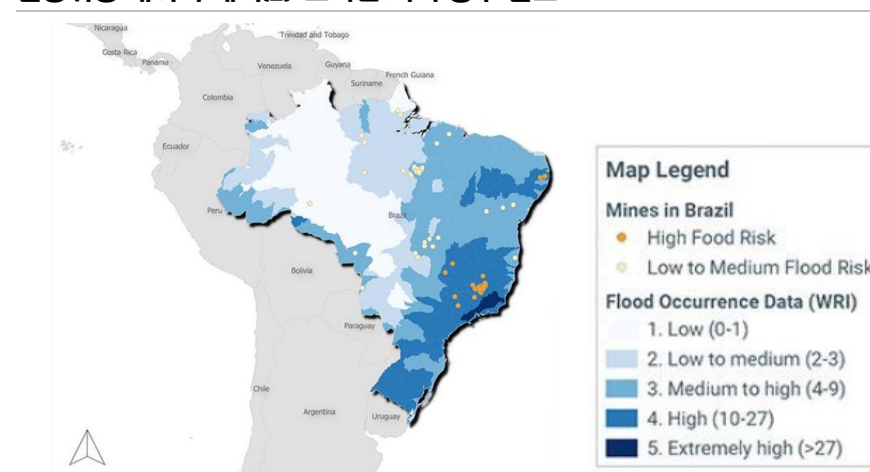 Nicaragua
Trinidad and Tobago
Costa Rica
Panama
Venezuela
Guyana
Suriname
French Guiana
Colombia
Ecuador
Peru
Brazil
Bolivia
Paraguay
Chile
Argentina
Uruguay
Map Legend
Mines in Brazil
High Food Risk
Low to Medium Flood Risk
Flood Occurrence Data (WRI)
1. Low (0-1)
2. Low to medium (2-3)
3. Medium to high (4-9)
4. High (10-27)
5. Extremely high (>27)